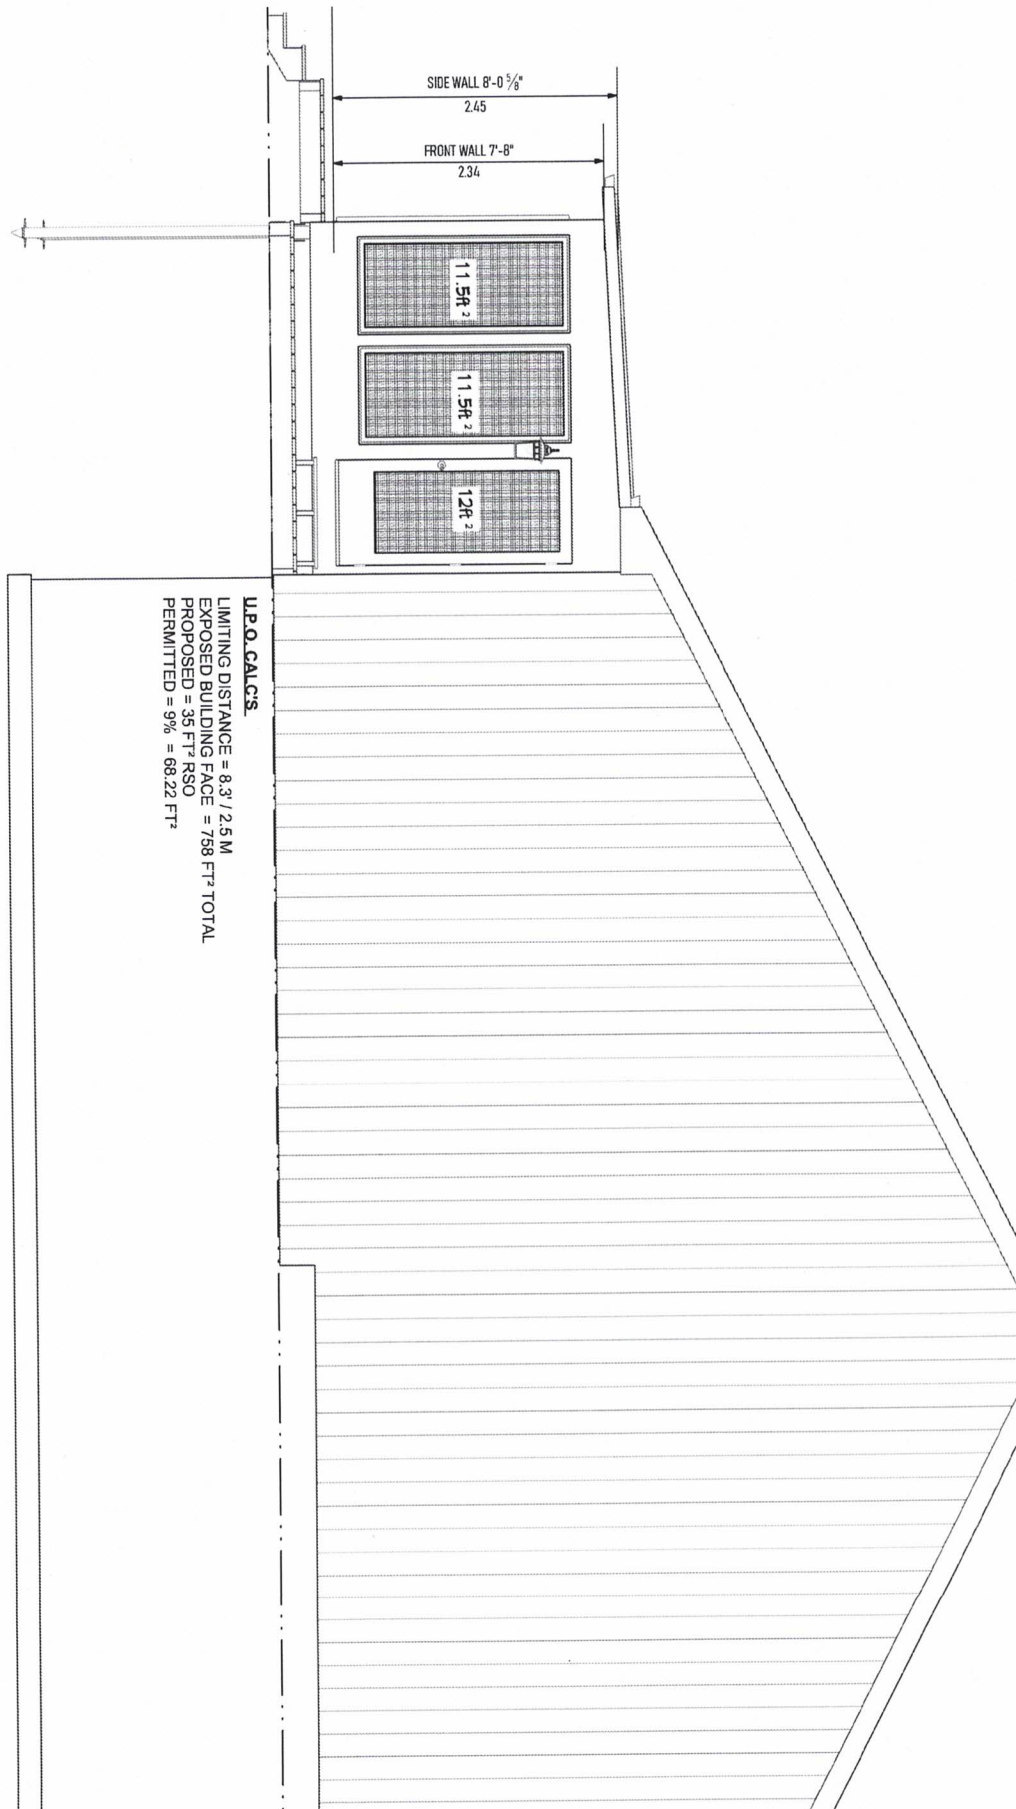 SIDE WALL 8'-0 5/8"
2.45
FRONT WALL 7'-8"
2.34
11.5ft²
11.5ft²
12ft²
U.P.O. CALC'S
LIMITING DISTANCE = 8.3' / 2.5 M
EXPOSED BUILDING FACE = 758 FT² TOTAL
PROPOSED = 35 FT² RSO
PERMITTED = 9% = 68.22 FT²